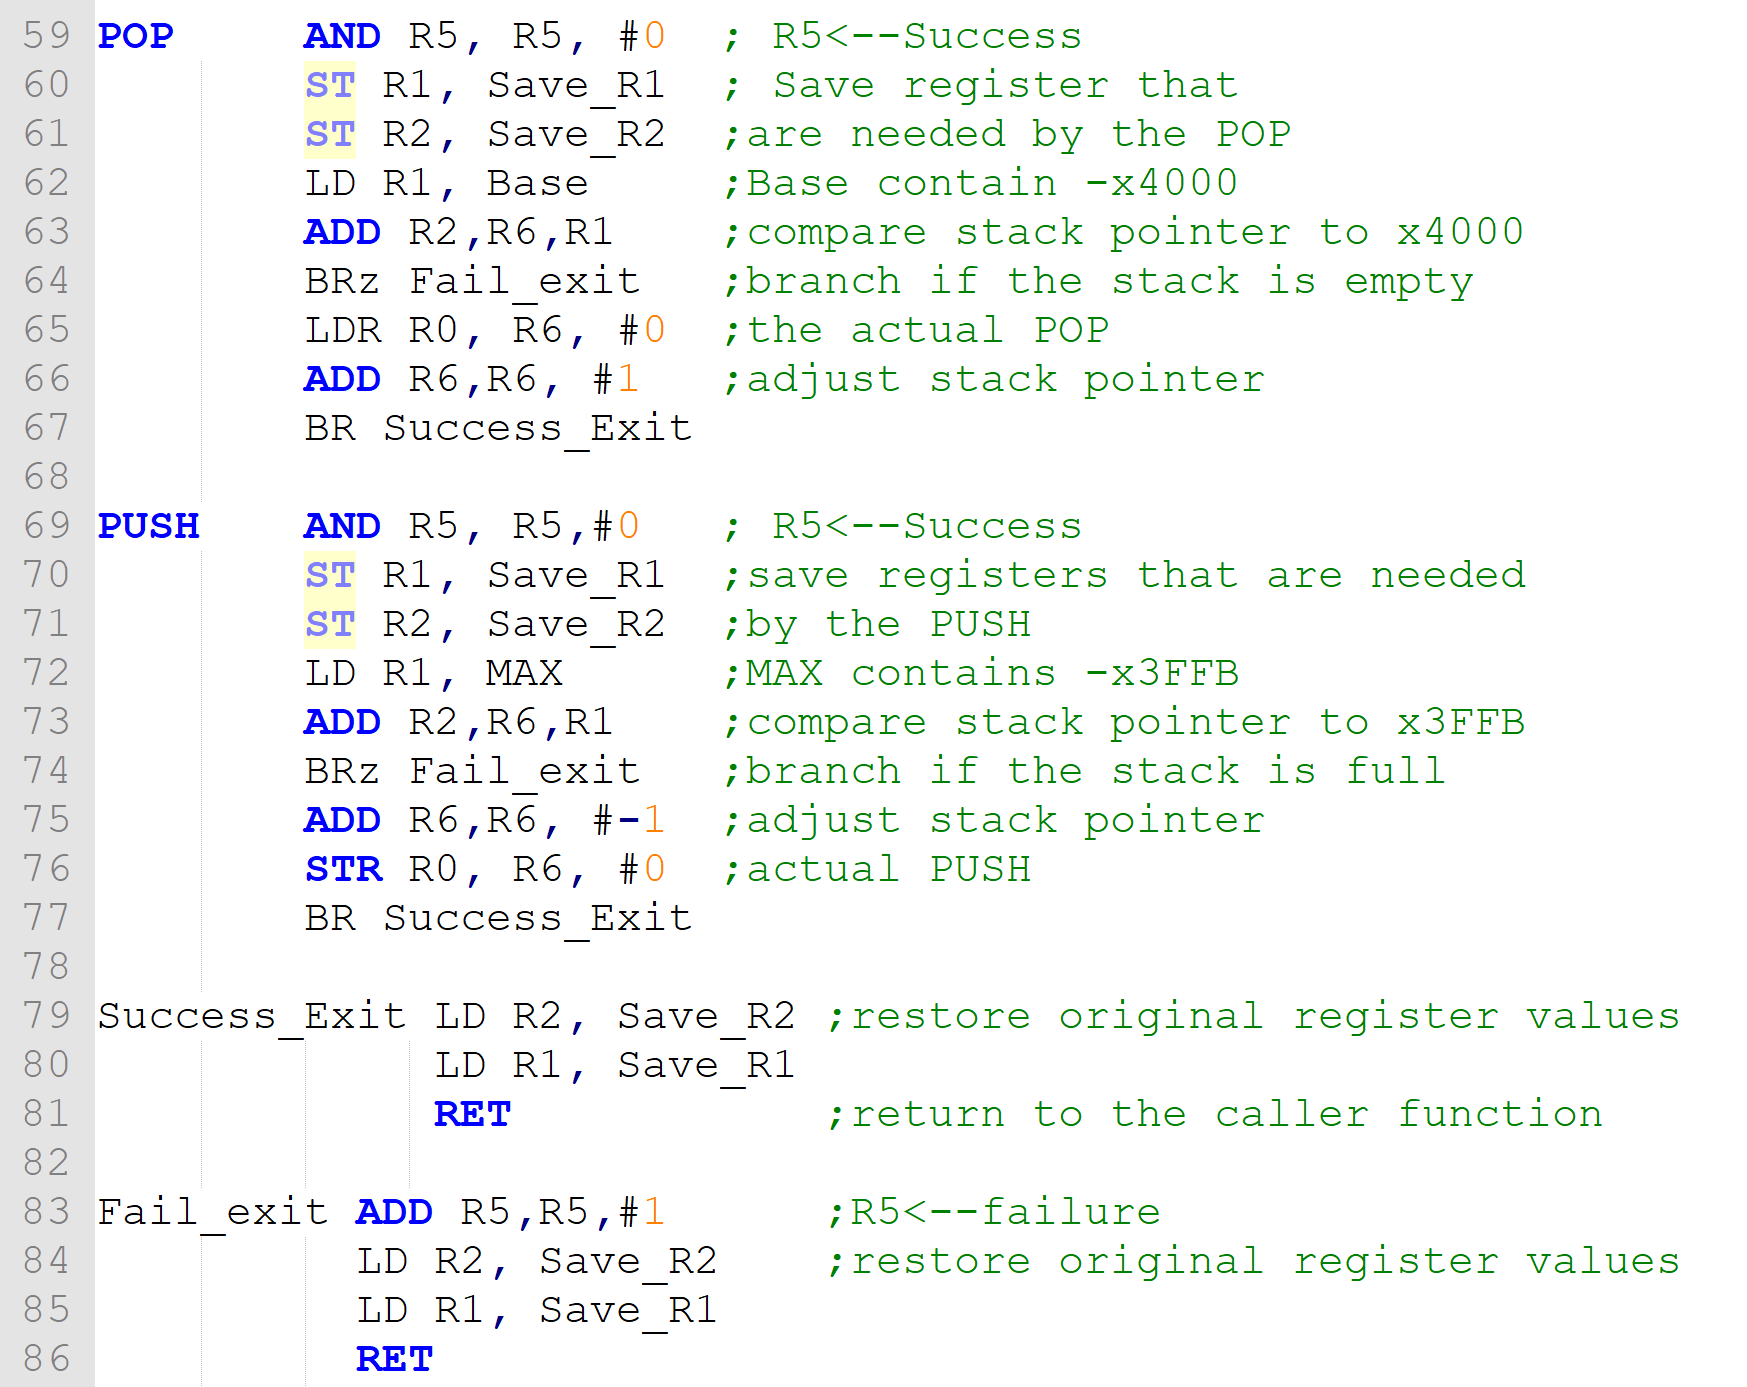 59 POP     AND R5, R5, #0  ; R5<--Success
60         ST R1, Save_R1  ; Save register that
61         ST R2, Save_R2  ;are needed by the POP
62         LD R1, Base     ;Base contain -x4000
63         ADD R2,R6,R1    ;compare stack pointer to x4000
64         BRz Fail_exit   ;branch if the stack is empty
65         LDR R0, R6, #0  ;the actual POP
66         ADD R6,R6, #1   ;adjust stack pointer
67         BR Success_Exit
68
69 PUSH    AND R5, R5,#0   ; R5<--Success
70         ST R1, Save_R1  ;save registers that are needed
71         ST R2, Save_R2  ;by the PUSH
72         LD R1, MAX      ;MAX contains -x3FFB
73         ADD R2,R6,R1    ;compare stack pointer to x3FFB
74         BRz Fail_exit   ;branch if the stack is full
75         ADD R6,R6, #-1  ;adjust stack pointer
76         STR R0, R6, #0  ;actual PUSH
77         BR Success_Exit
78
79 Success_Exit LD R2, Save_R2 ;restore original register values
80              LD R1, Save_R1
81              RET            ;return to the caller function
82
83 Fail_exit ADD R5,R5,#1      ;R5<--failure
84           LD R2, Save_R2    ;restore original register values
85           LD R1, Save_R1
86           RET